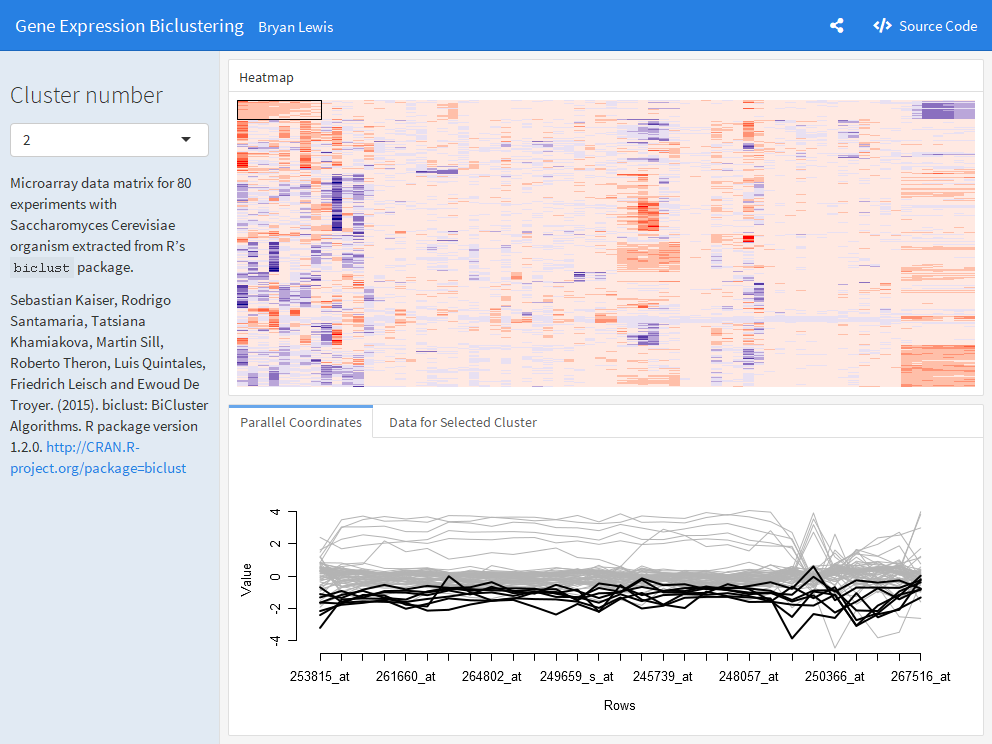 Gene Expression Biclustering Bryan Lewis Source Code
Cluster number
2
Microarray data matrix for 80
experiments with
Saccharomyces Cerevisiae
organism extracted from R's
biclust package.
Sebastian Kaiser, Rodrigo
Santamaria, Tatsiana
Khamiakova, Martin Sill,
Roberto Theron, Luis Quintales,
Friedrich Leisch and Ewoud De
Troyer. (2015). biclust: BiCluster
Algorithms. R package version
1.2.0. http://CRAN.R-
project.org/package=biclust
Heatmap
Parallel Coordinates Data for Selected Cluster
Value
4
2
0
-2
-4
253815_at 261660_at 264802_at 249659_s_at 245739_at 248057_at 250366_at 267516_at
Rows